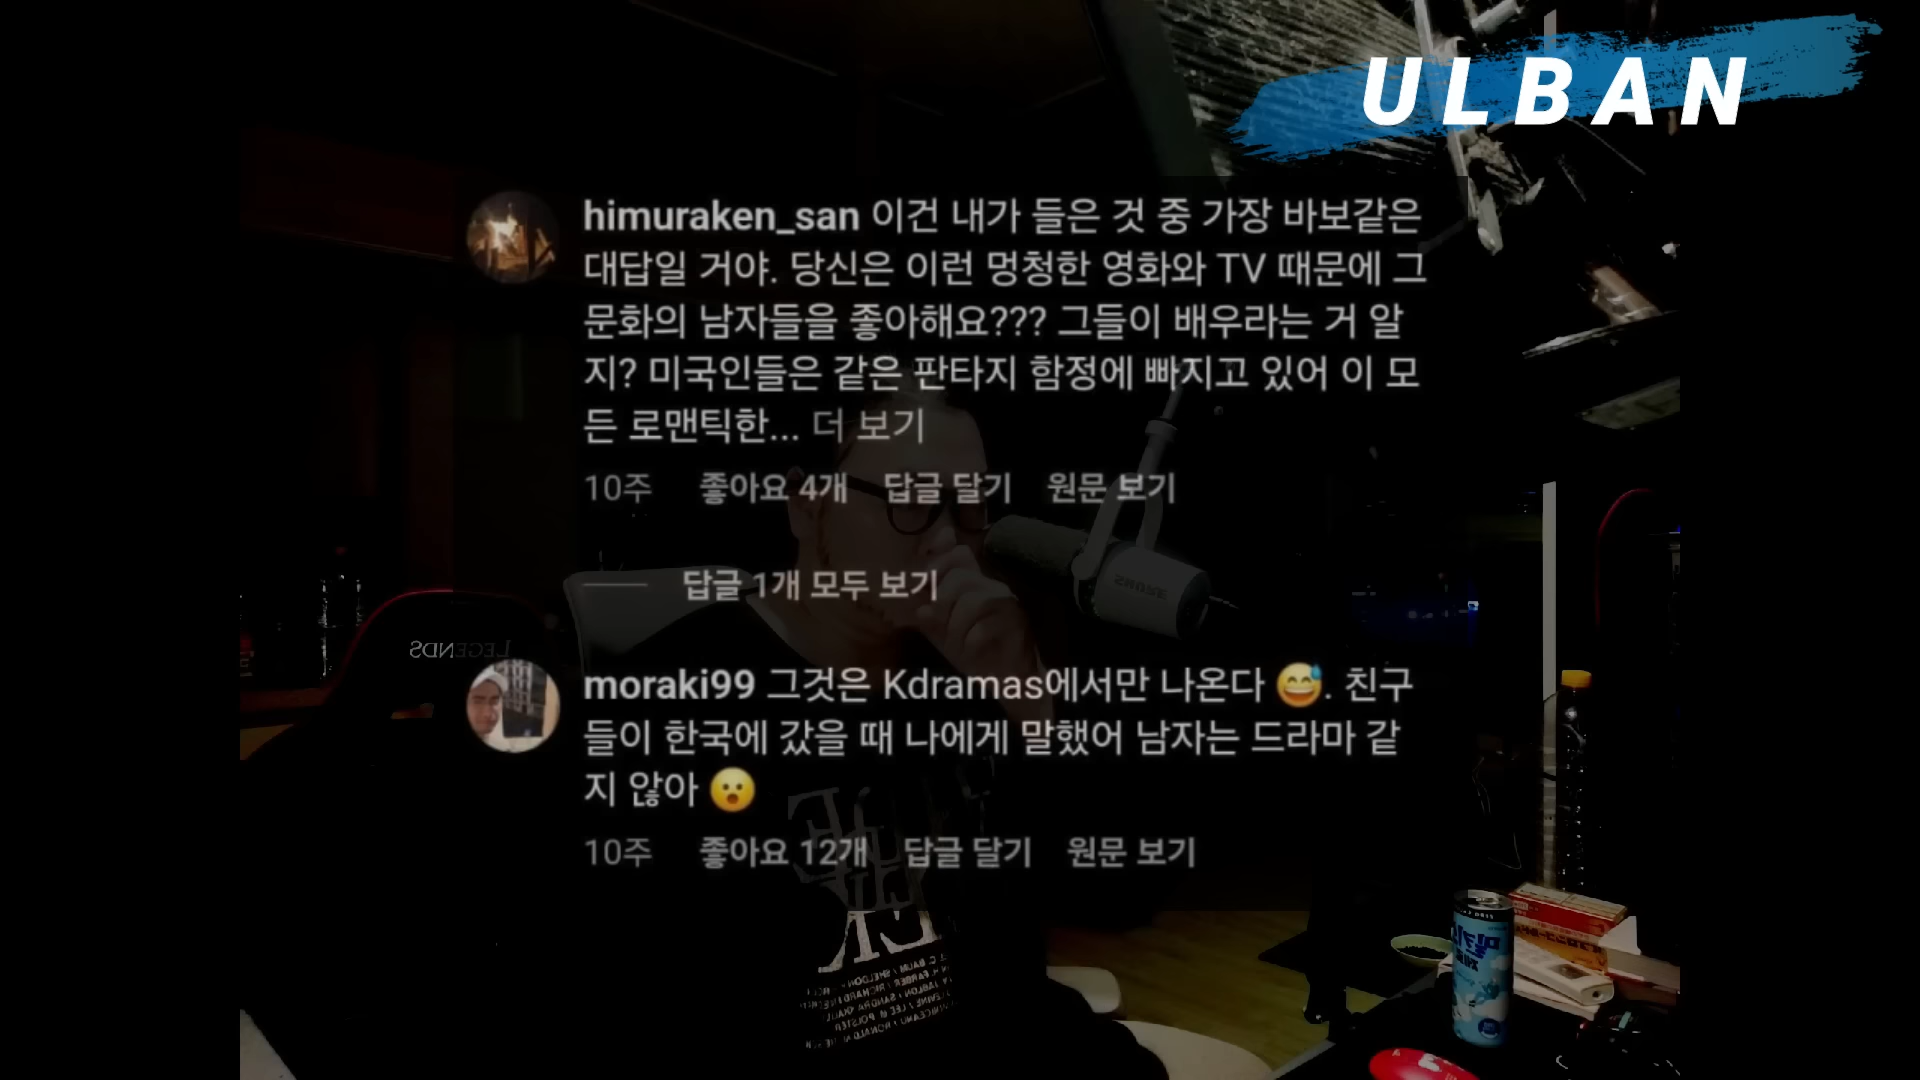 ULBAN
himuraken_san 이건 내가 들은 것 중 가장 바보같은
대답일 거야. 당신은 이런 멍청한 영화와 TV 때문에 그
문화의 남자들을 좋아해요??? 그들이 배우라는 거 알
지? 미국인들은 같은 판타지 함정에 빠지고 있어 이 모
든 로맨틱한... 더 보기
10주 좋아요 4개 답글 달기 원문 보기
답글 1개 모두 보기
LEGENDS
moraki99 그것은 Kdramas에서만 나온다 😅. 친구
들이 한국에 갔을 때 나에게 말했어 남자는 드라마 같
지 않아 😮
10주 좋아요 12개 답글 달기 원문 보기